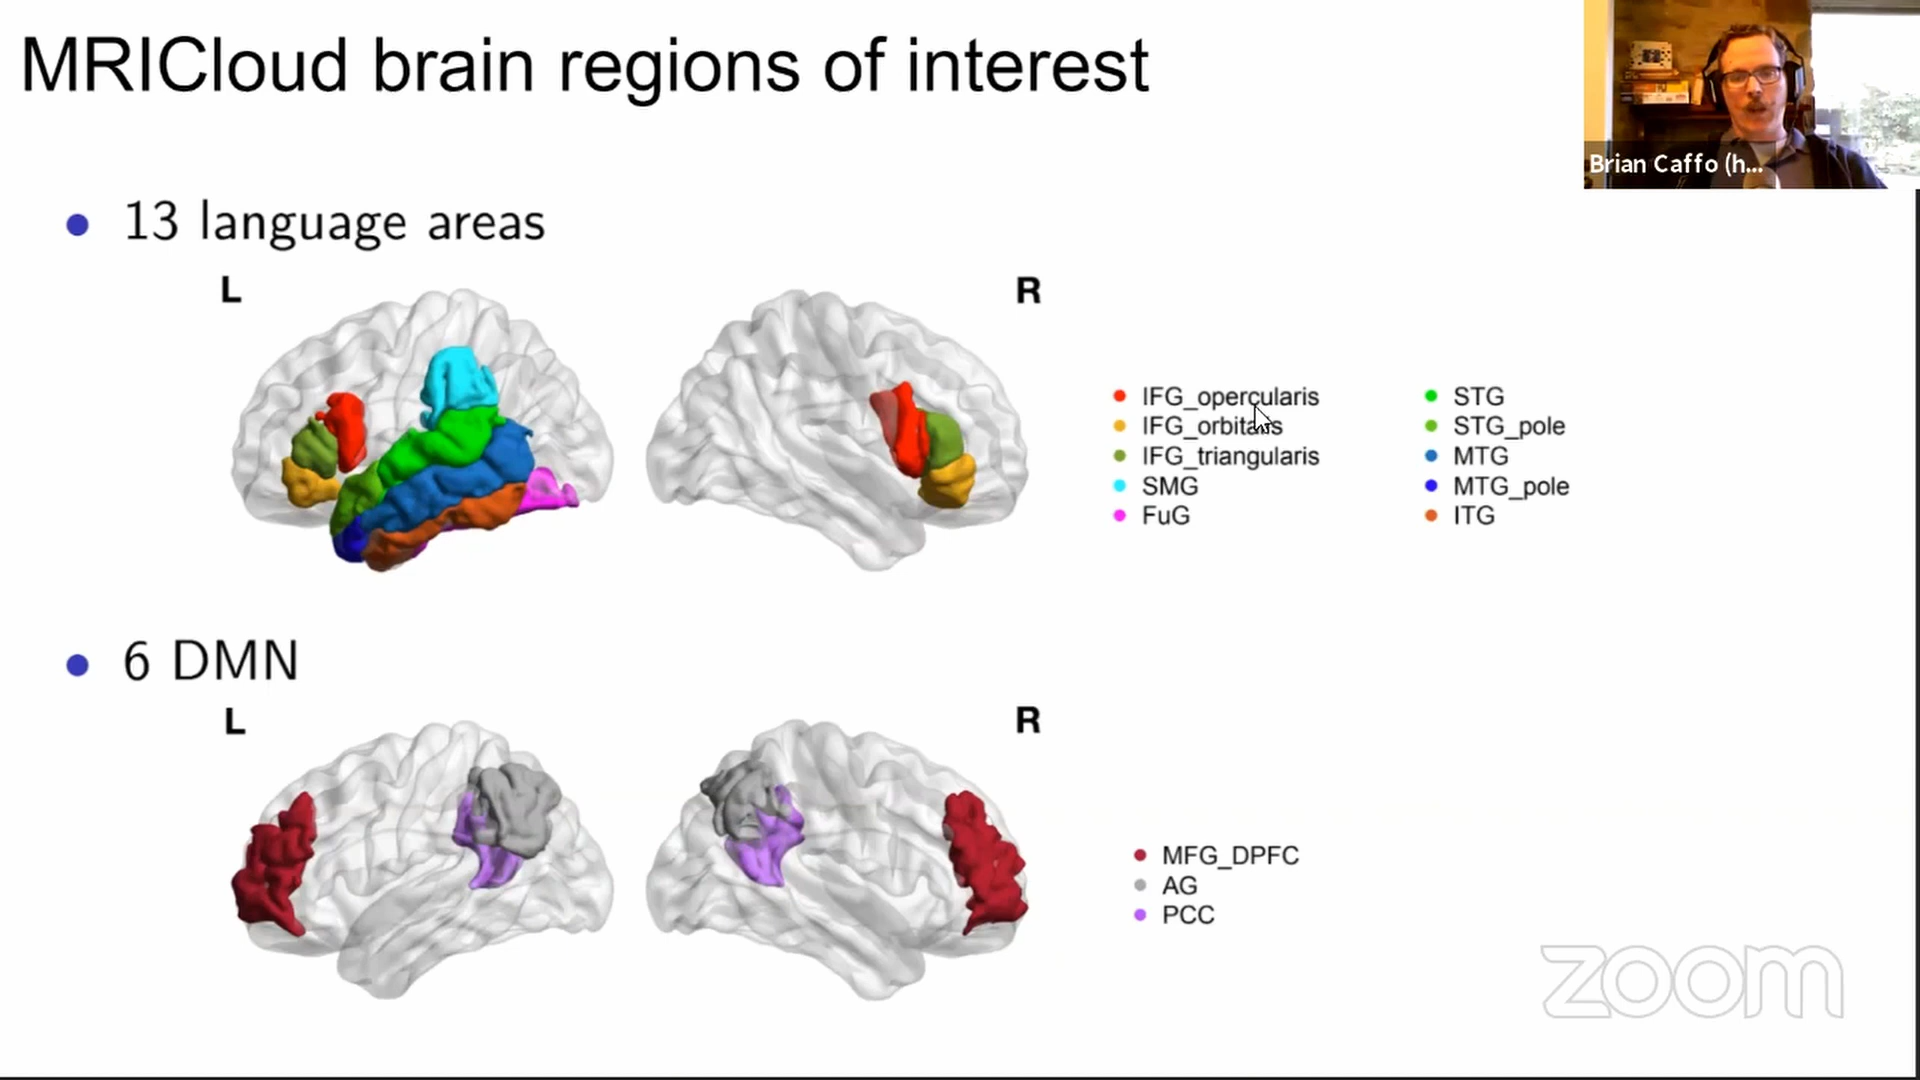 MRICloud brain regions of interest
Brian Caffo (h...
13 language areas
L
R
IFG_opercularis
IFG_orbitalis
IFG_triangularis
SMG
FuG
STG
STG_pole
MTG
MTG_pole
ITG
6 DMN
L
R
MFG_DPFC
AG
PCC
zoom